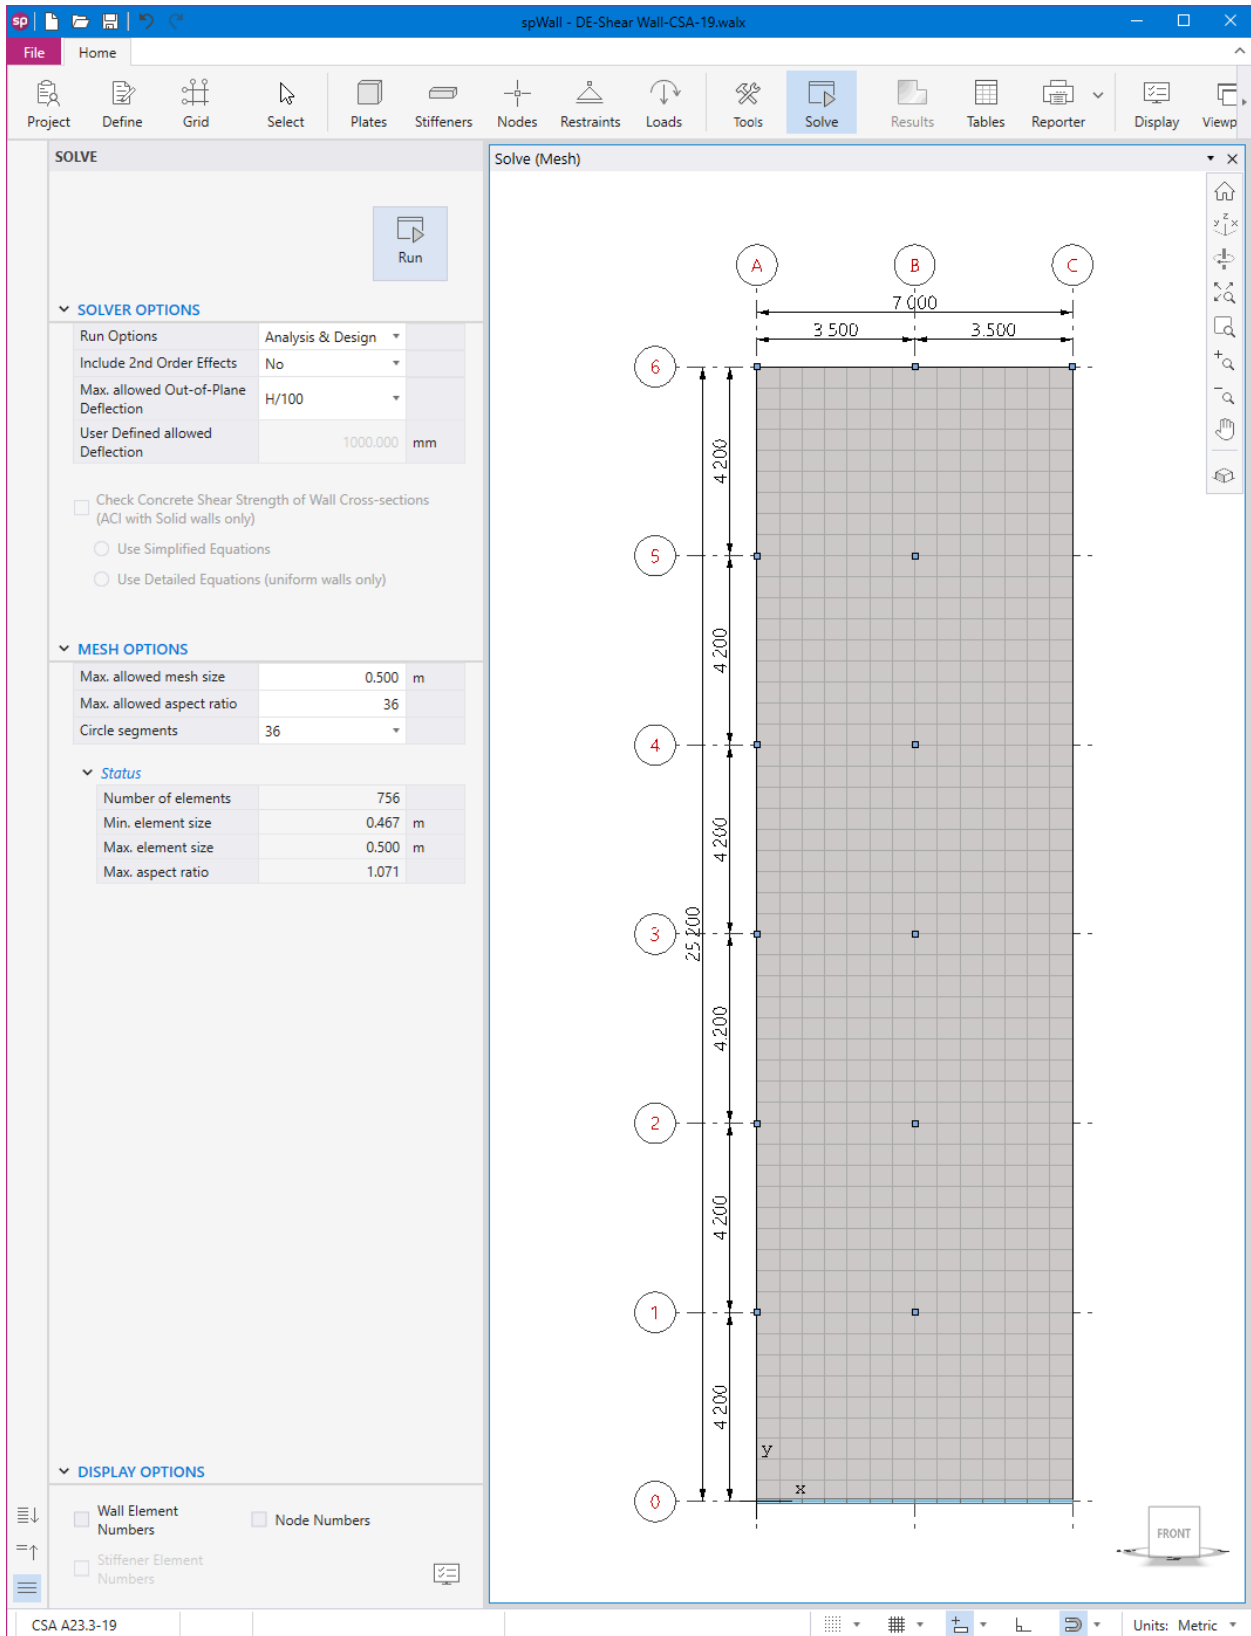 sp
spWall - DE-Shear Wall-CSA-19.walx
File
Home
Project
Define
Grid
Select
Plates
Stiffeners
Nodes
Restraints
Loads
Tools
Solve
Results
Tables
Reporter
Display
Viewp
SOLVE
Run
SOLVER OPTIONS
Run Options Analysis & Design
Include 2nd Order Effects No
Max. allowed Out-of-Plane
Deflection
H/100
User Defined allowed
Deflection
1000.000 mm
Check Concrete Shear Strength of Wall Cross-sections
(ACI with Solid walls only)
Use Simplified Equations
Use Detailed Equations (uniform walls only)
MESH OPTIONS
Max. allowed mesh size 0.500 m
Max. allowed aspect ratio 36
Circle segments 36
Status
Number of elements 756
Min. element size 0.467 m
Max. element size 0.500 m
Max. aspect ratio 1.071
DISPLAY OPTIONS
Wall Element
Numbers
Node Numbers
Stiffener Element
Numbers
Solve (Mesh)
z
y x
A
B
C
7.000
3.500
3.500
6
4.200
5
4.200
4
4.200
3
25.200
4.200
2
4.200
1
4.200
y
x
0
FRONT
CSA A23.3-19
Units: Metric